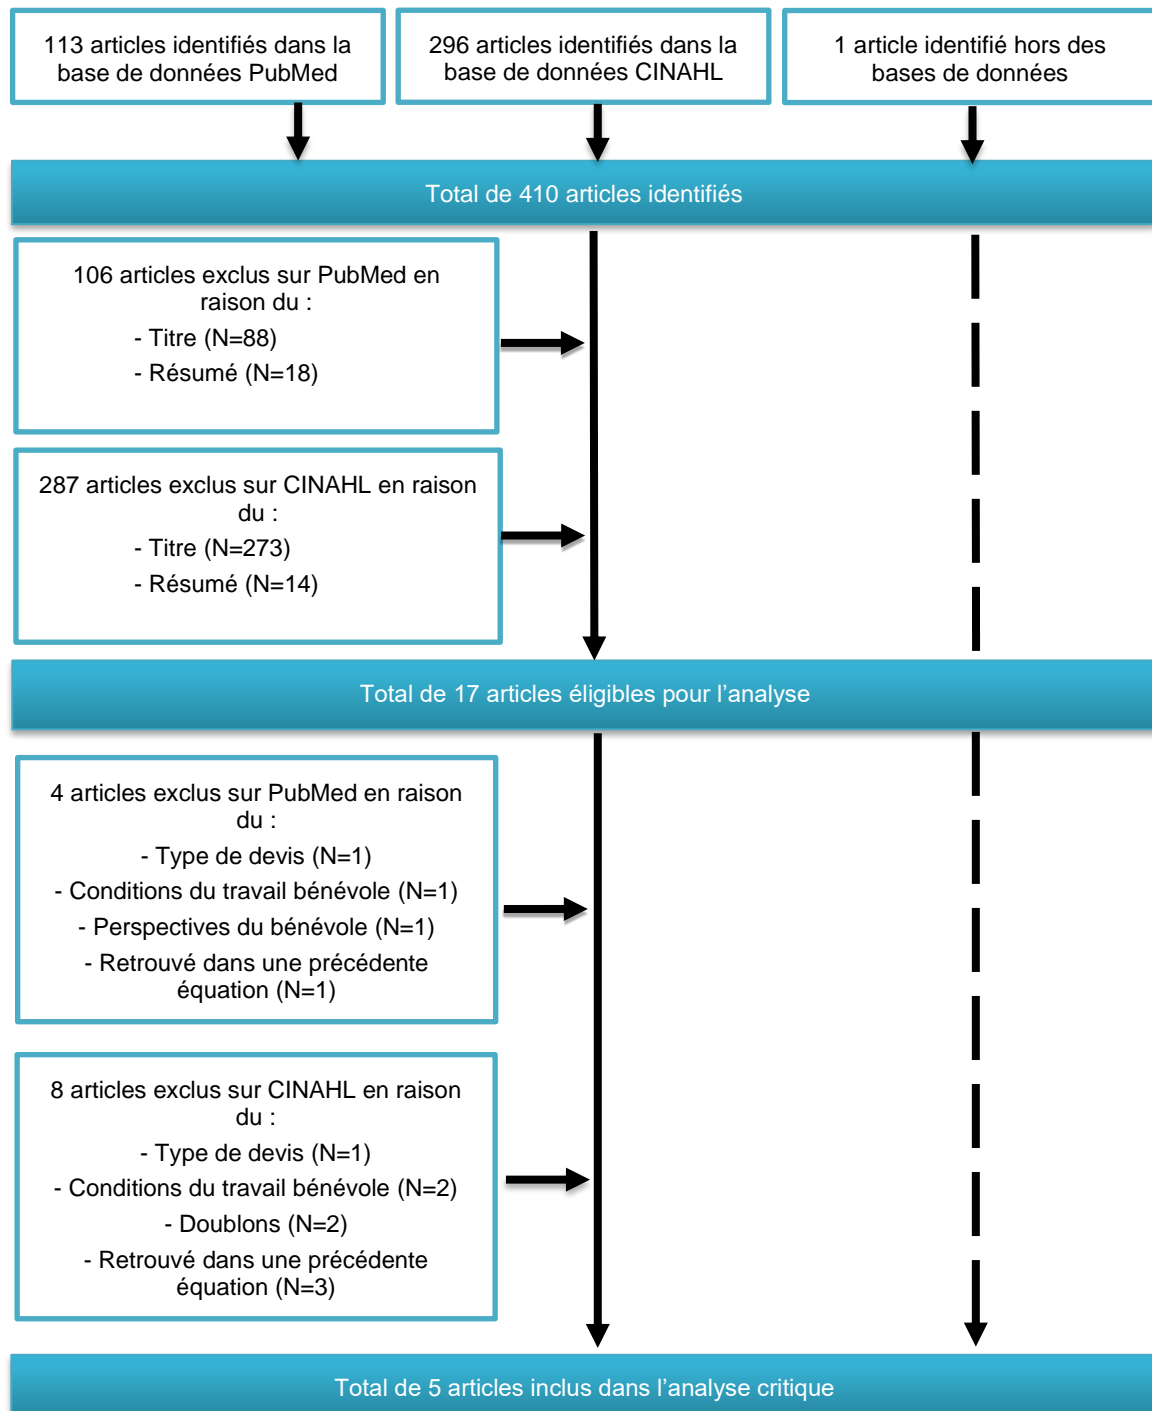 113 articles identifiés dans la
base de données PubMed
296 articles identifiés dans la
base de données CINAHL
1 article identifié hors des
bases de données
Total de 410 articles identifiés
106 articles exclus sur PubMed en
raison du :
- Titre (N=88)
- Résumé (N=18)
287 articles exclus sur CINAHL en raison
du :
- Titre (N=273)
- Résumé (N=14)
Total de 17 articles éligibles pour l’analyse
4 articles exclus sur PubMed en raison
du :
- Type de devis (N=1)
- Conditions du travail bénévole (N=1)
- Perspectives du bénévole (N=1)
- Retrouvé dans une précédente
équation (N=1)
8 articles exclus sur CINAHL en raison
du :
- Type de devis (N=1)
- Conditions du travail bénévole (N=2)
- Doublons (N=2)
- Retrouvé dans une précédente
équation (N=3)
Total de 5 articles inclus dans l’analyse critique